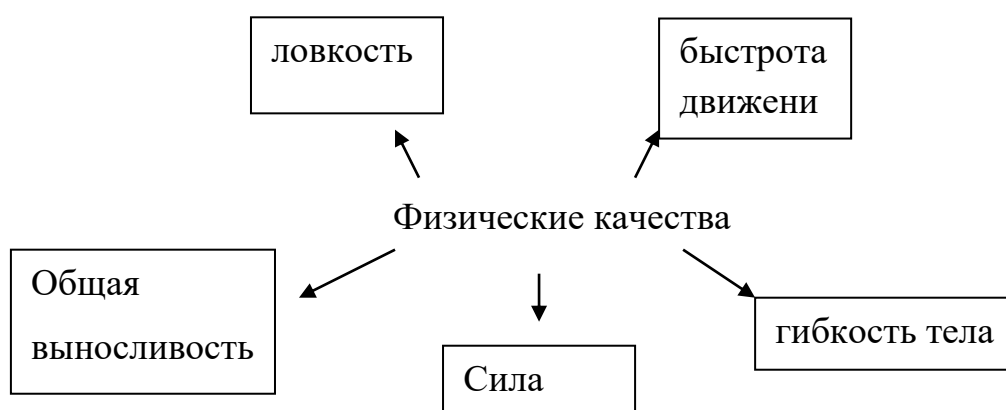 ловкость
быстрота
движени
Физические качества
Общая
выносливость
Сила
гибкость тела